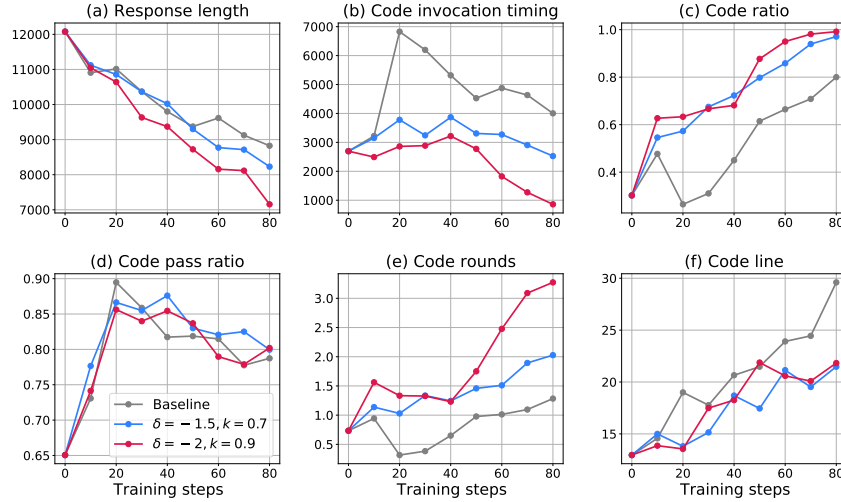 (a) Response length
(b) Code invocation timing
(c) Code ratio
12000
11000
10000
9000
8000
7000
0 20 40 60 80
7000
6000
5000
4000
3000
2000
1000
0 20 40 60 80
1.0
0.8
0.6
0.4
0 20 40 60 80
(d) Code pass ratio
(e) Code rounds
(f) Code line
0.90
0.85
0.80
0.75
0.70
0.65
Baseline
δ = −1.5, k = 0.7
δ = −2, k = 0.9
0 20 40 60 80
Training steps
3.0
2.5
2.0
1.5
1.0
0.5
0 20 40 60 80
Training steps
30
25
20
15
0 20 40 60 80
Training steps